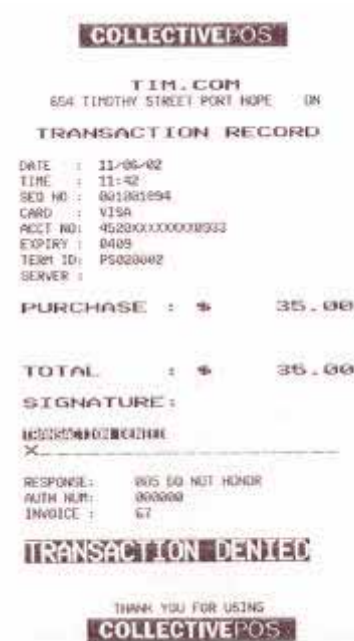 COLLECTIVEPOS
TIM.COM
654 TIMOTHY STREET PORT HOPE ON
TRANSACTION RECORD
DATE : 11/06/02
TIME : 11:42
SEQ NO : 001001894
CARD : VISA
ACCT NO: 4520XXXXXXXX0933
EXPIRY : 0409
TERM ID: PS020002
SERVER :
PURCHASE : $ 35.00
TOTAL : $ 35.00
SIGNATURE:
TRANSACTION DENIED
X
RESPONSE: 005 DO NOT HONOR
AUTH NUM: 000000
INVOICE : 67
TRANSACTION DENIED
THANK YOU FOR USING
COLLECTIVEPOS